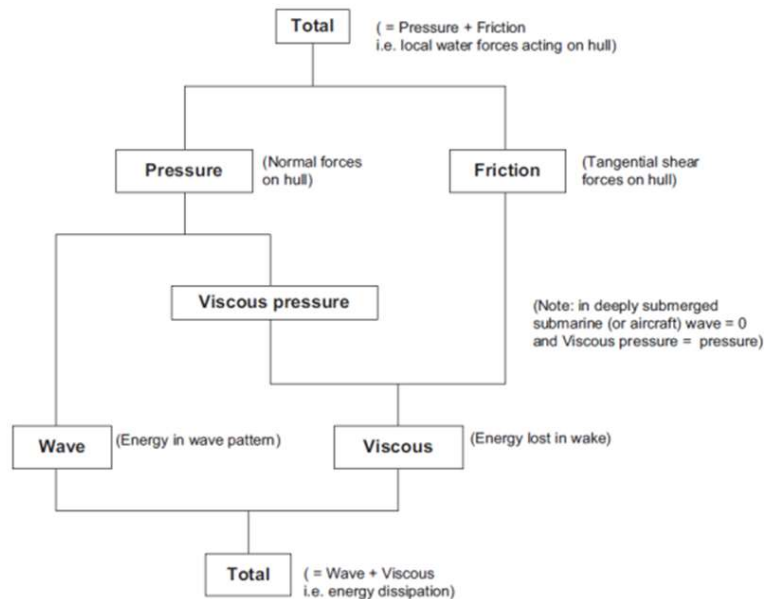 Total
( = Pressure + Friction
i.e. local water forces acting on hull)
Pressure
(Normal forces
on hull)
Friction
(Tangential shear
forces on hull)
Viscous pressure
(Note: in deeply submerged
submarine (or aircraft) wave = 0
and Viscous pressure = pressure)
Wave
(Energy in wave pattern)
Viscous
(Energy lost in wake)
Total
( = Wave + Viscous
i.e. energy dissipation)